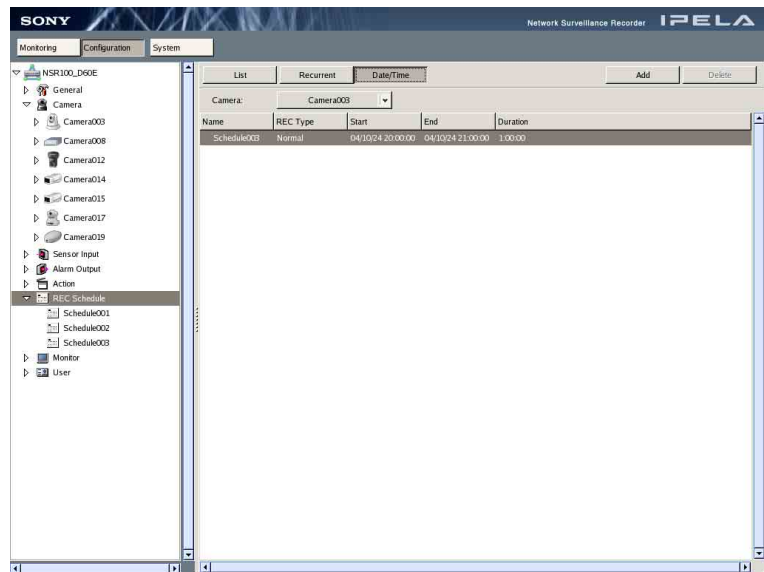 SONY
Network Surveillance Recorder IPELA
Monitoring Configuration System
NSR100_D60E
General
Camera
Camera003
Camera008
Camera012
Camera014
Camera015
Camera017
Camera019
Sensor Input
Alarm Output
Action
REC Schedule
Schedule001
Schedule002
Schedule003
Monitor
User
List Recurrent Date/Time Add Delete
Camera: Camera003
Name REC Type Start End Duration
Schedule003 Normal 04/10/24 20:00:00 04/10/24 21:00:00 1:00:00